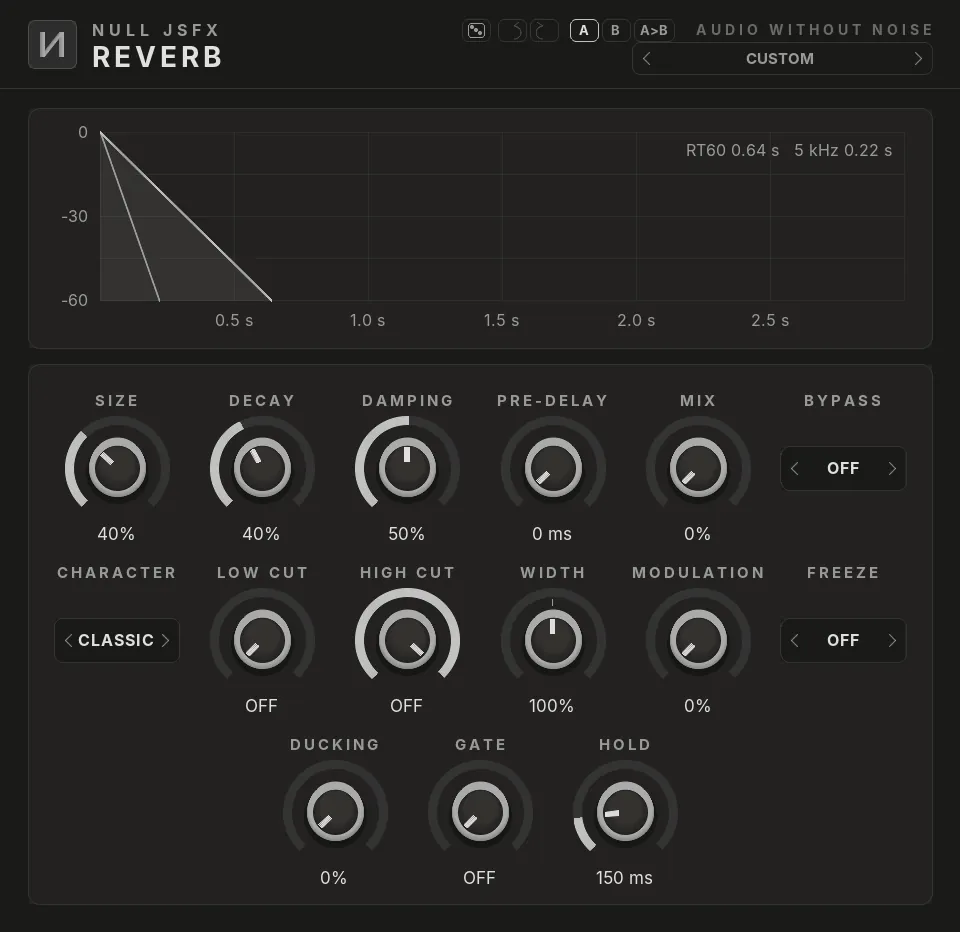 NULL JSFX
REVERB
A B A>B AUDIO WITHOUT NOISE
CUSTOM
RT60 0.64 s 5 kHz 0.22 s
0
-30
-60
0.5 s 1.0 s 1.5 s 2.0 s 2.5 s
SIZE DECAY DAMPING PRE-DELAY MIX BYPASS
OFF
40% 40% 50% 0 ms 0%
CHARACTER LOW CUT HIGH CUT WIDTH MODULATION FREEZE
CLASSIC OFF
OFF OFF 100% 0%
DUCKING GATE HOLD
0% OFF 150 ms